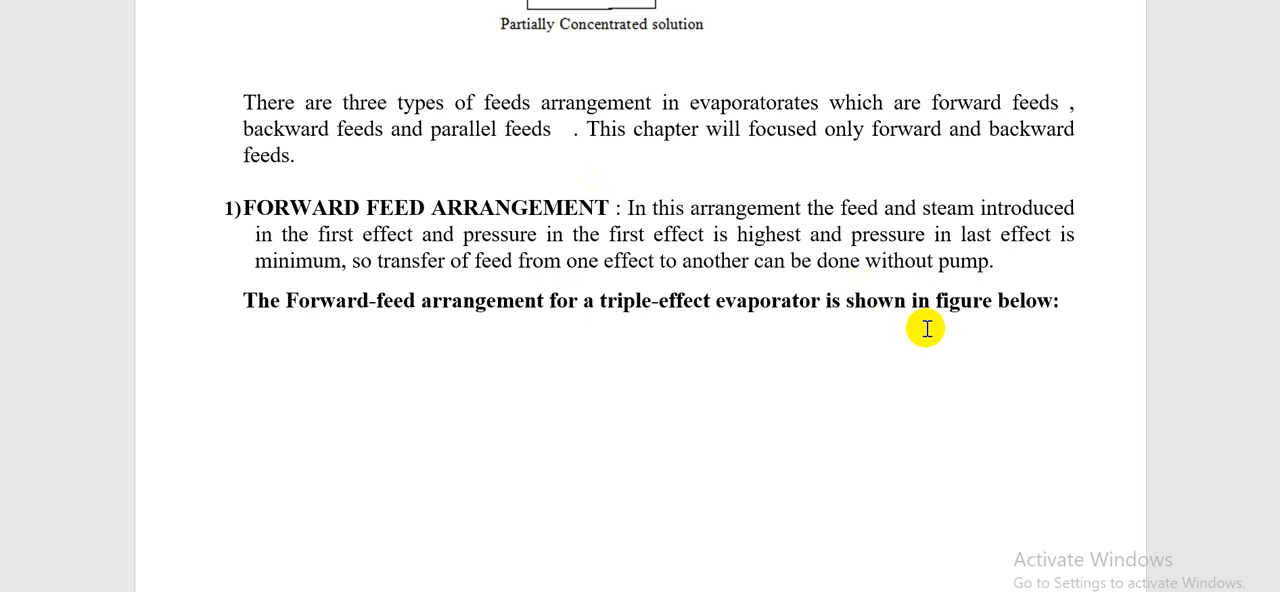 Partially Concentrated solution
There are three types of feeds arrangement in evaporatorates which are forward feeds ,
backward feeds and parallel feeds . This chapter will focused only forward and backward
feeds.
1)FORWARD FEED ARRANGEMENT : In this arrangement the feed and steam introduced
in the first effect and pressure in the first effect is highest and pressure in last effect is
minimum, so transfer of feed from one effect to another can be done without pump.
The Forward-feed arrangement for a triple-effect evaporator is shown in figure below:
Activate Windows
Go to Settings to activate Windows.